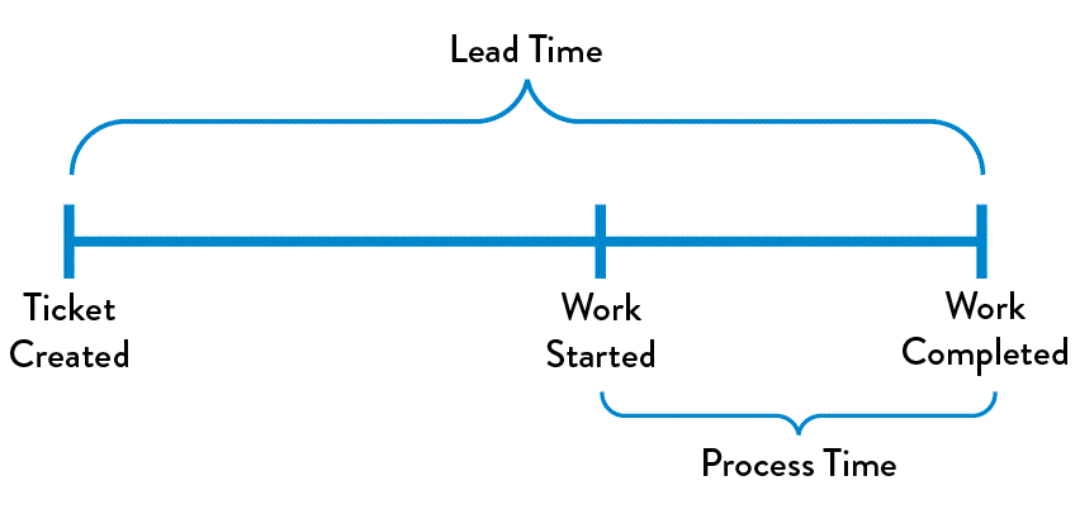 Lead Time
Ticket
Created
Work
Started
Work
Completed
Process Time